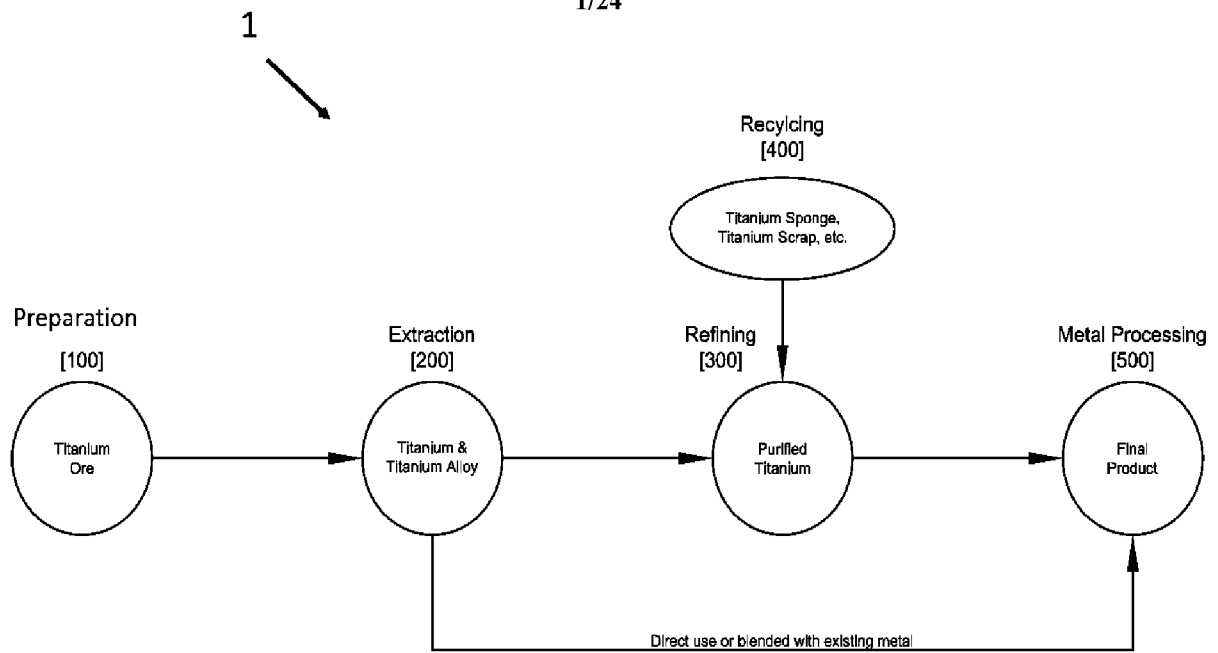 1/24
1
Recylcing
[400]
Titanium Sponge,
Titanium Scrap, etc.
Preparation
[100]
Extraction
[200]
Refining
[300]
Metal Processing
[500]
Titanium
Ore
Titanium &
Titanium Alloy
Purified
Titanium
Final
Product
Direct use or blended with existing metal